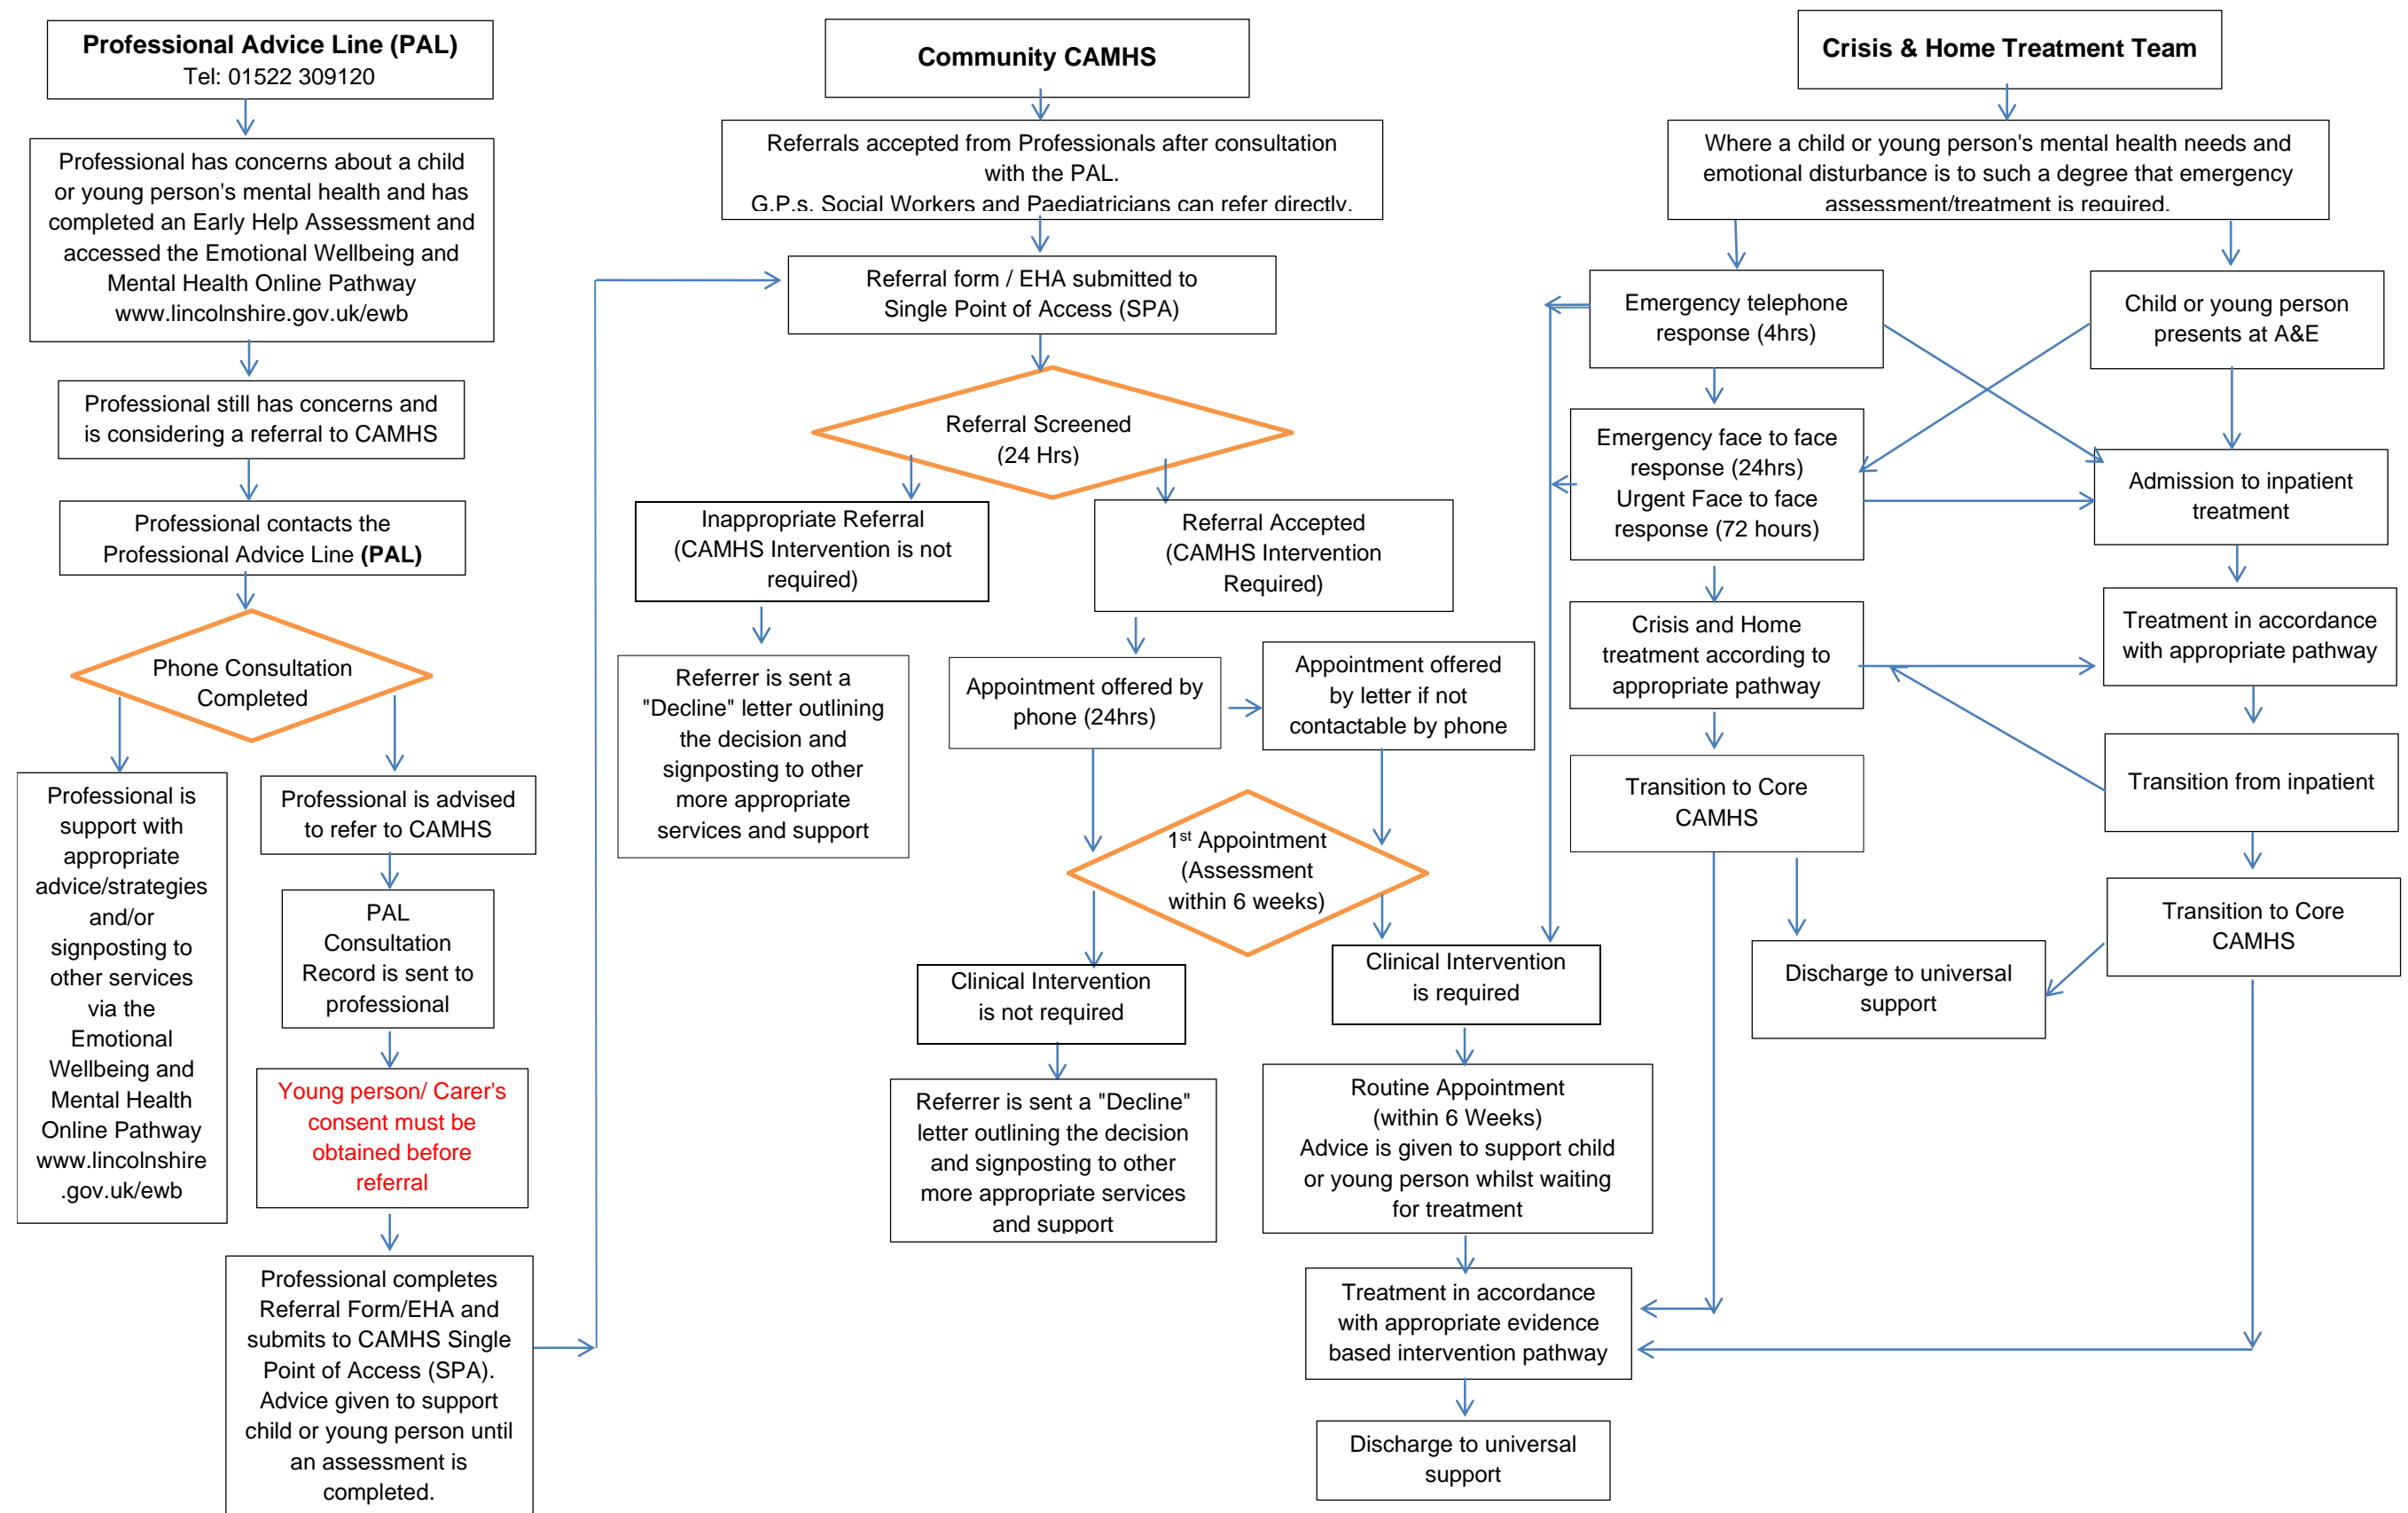 Professional Advice Line (PAL)
Tel: 01522 309120
Professional has concerns about a child
or young person's mental health and has
completed an Early Help Assessment and
accessed the Emotional Wellbeing and
Mental Health Online Pathway
www.lincolnshire.gov.uk/ewb
Professional still has concerns and
is considering a referral to CAMHS
Professional contacts the
Professional Advice Line (PAL)
Phone Consultation
Completed
Professional is
support with
appropriate
advice/strategies
and/or
signposting to
other services
via the
Emotional
Wellbeing and
Mental Health
Online Pathway
www.lincolnshire
.gov.uk/ewb
Professional is advised
to refer to CAMHS
PAL
Consultation
Record is sent to
professional
Young person/ Carer's
consent must be
obtained before
referral
Professional completes
Referral Form/EHA and
submits to CAMHS Single
Point of Access (SPA).
Advice given to support
child or young person until
an assessment is
completed.
Community CAMHS
Referrals accepted from Professionals after consultation
with the PAL.
G.P.s. Social Workers and Paediatricians can refer directly.
Referral form / EHA submitted to
Single Point of Access (SPA)
Referral Screened
(24 Hrs)
Inappropriate Referral
(CAMHS Intervention is not
required)
Referrer is sent a
"Decline" letter outlining
the decision and
signposting to other
more appropriate
services and support
Referral Accepted
(CAMHS Intervention
Required)
Appointment offered by
phone (24hrs)
Appointment offered
by letter if not
contactable by phone
1st Appointment
(Assessment
within 6 weeks)
Clinical Intervention
is not required
Referrer is sent a "Decline"
letter outlining the decision
and signposting to other
more appropriate services
and support
Clinical Intervention
is required
Routine Appointment
(within 6 Weeks)
Advice is given to support child
or young person whilst waiting
for treatment
Treatment in accordance
with appropriate evidence
based intervention pathway
Discharge to universal
support
Crisis & Home Treatment Team
Where a child or young person's mental health needs and
emotional disturbance is to such a degree that emergency
assessment/treatment is required.
Emergency telephone
response (4hrs)
Emergency face to face
response (24hrs)
Urgent Face to face
response (72 hours)
Crisis and Home
treatment according to
appropriate pathway
Transition to Core
CAMHS
Discharge to universal
support
Child or young person
presents at A&E
Admission to inpatient
treatment
Treatment in accordance
with appropriate pathway
Transition from inpatient
Transition to Core
CAMHS